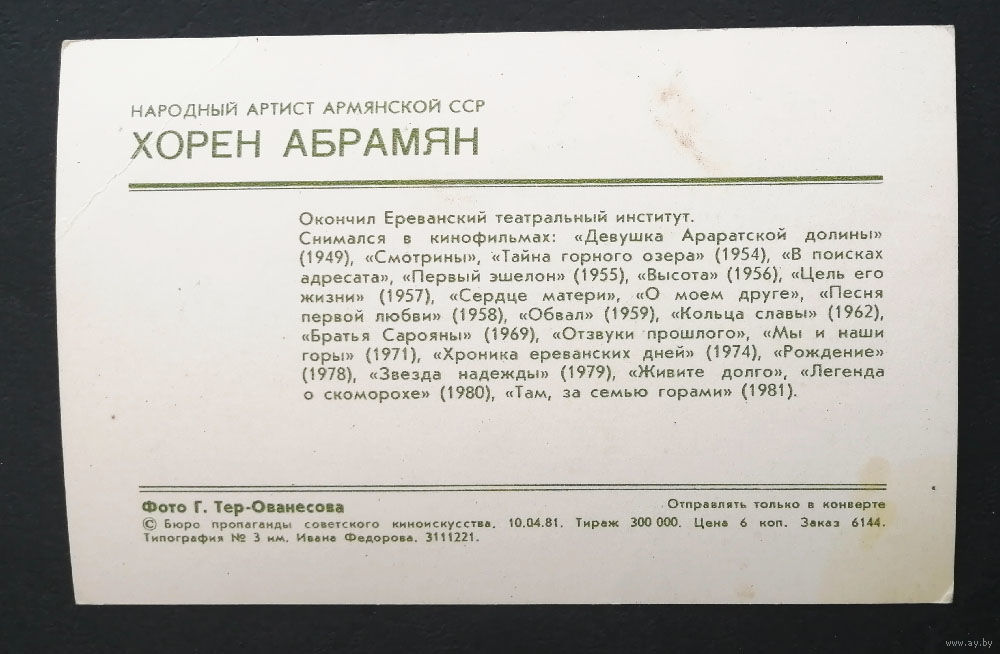 НАРОДНЫЙ АРТИСТ АРМЯНСКОЙ ССР
ХОРЕН АБРАМЯН
Окончил Ереванский театральный институт.
Снимался в кинофильмах: «Девушка Араратской долины»
(1949), «Смотрины», «Тайна горного озера» (1954), «В поисках
адресата», «Первый эшелон» (1955), «Высота» (1956), «Цель его
жизни» (1957), «Сердце матери», «О моем друге», «Песня
первой любви» (1958), «Обвал» (1959), «Кольца славы» (1962),
«Братья Сарояны» (1969), «Отзвуки прошлого», «Мы и наши
горы» (1971), «Хроника ереванских дней» (1974), «Рождение»
(1978), «Звезда надежды» (1979), «Живите долго», «Легенда
о скоморохе» (1980), «Там, за семью горами» (1981).
Фото Г. Тер-Ованесова
Отправлять только в конверте
© Бюро пропаганды советского киноискусства. 10.04.81. Тираж 300 000. Цена 6 коп. Заказ 6144.
Типография № 3 им. Ивана Федорова. 3111221.
www.ay.by